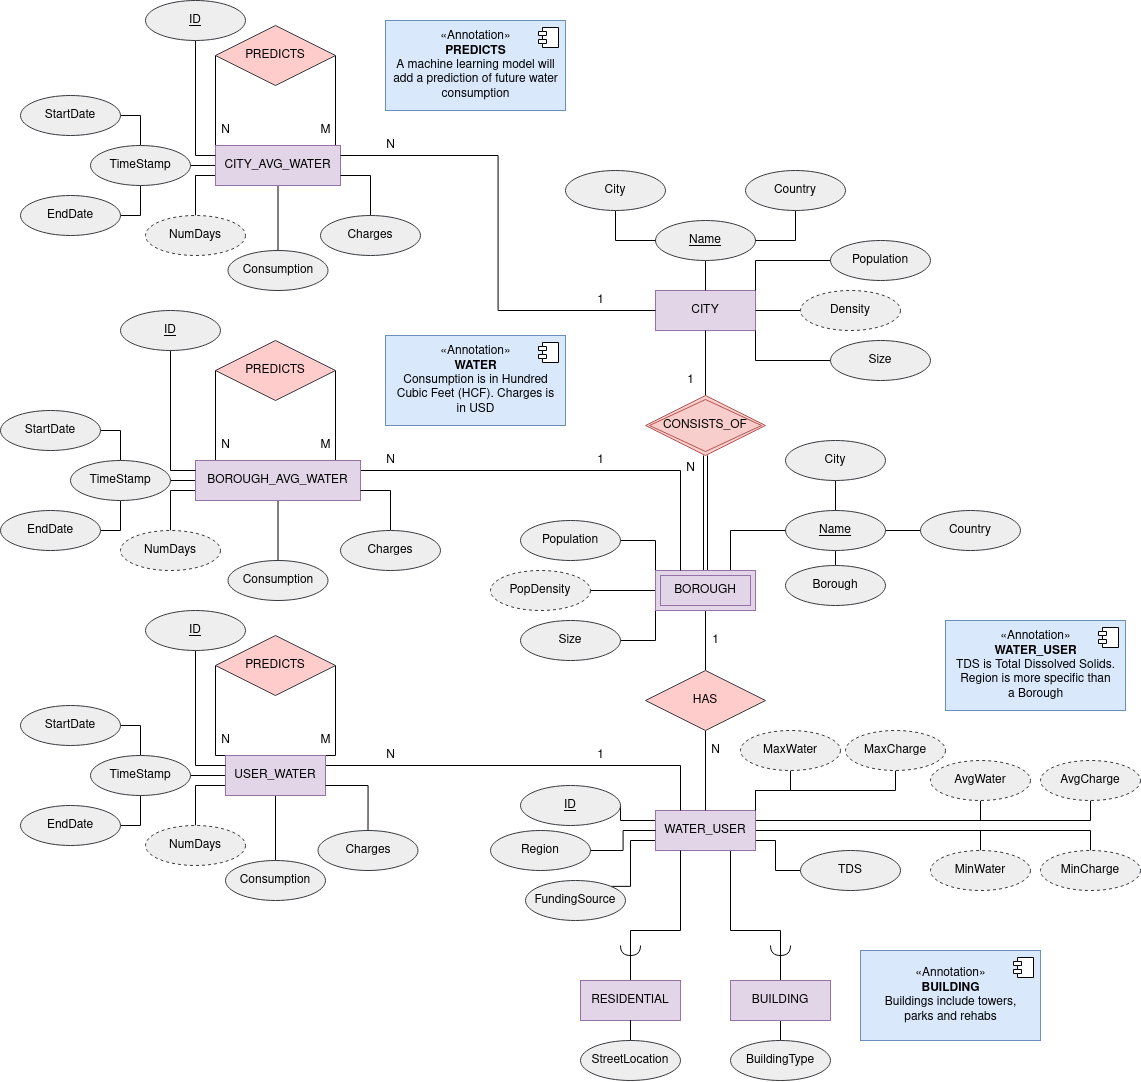 ID
PREDICTS
«Annotation»
PREDICTS
A machine learning model will
add a prediction of future water
consumption
StartDate
N
M
N
TimeStamp
CITY_AVG_WATER
EndDate
NumDays
Charges
Consumption
City
Country
Name
Population
1
CITY
Density
Size
ID
PREDICTS
«Annotation»
WATER
Consumption is in Hundred
Cubic Feet (HCF). Charges is
in USD
1
CONSISTS_OF
StartDate
N
M
N
1
N
TimeStamp
BOROUGH_AVG_WATER
EndDate
NumDays
Charges
Consumption
City
Name
Country
Borough
Population
PopDensity
BOROUGH
Size
1
«Annotation»
WATER_USER
TDS is Total Dissolved Solids.
Region is more specific than
a Borough
ID
PREDICTS
HAS
StartDate
N
M
N
1
N
MaxWater
MaxCharge
TimeStamp
USER_WATER
AvgWater
AvgCharge
EndDate
NumDays
Charges
Consumption
ID
WATER_USER
Region
TDS
MinWater
MinCharge
FundingSource
«Annotation»
BUILDING
Buildings include towers,
parks and rehabs
RESIDENTIAL
BUILDING
StreetLocation
BuildingType